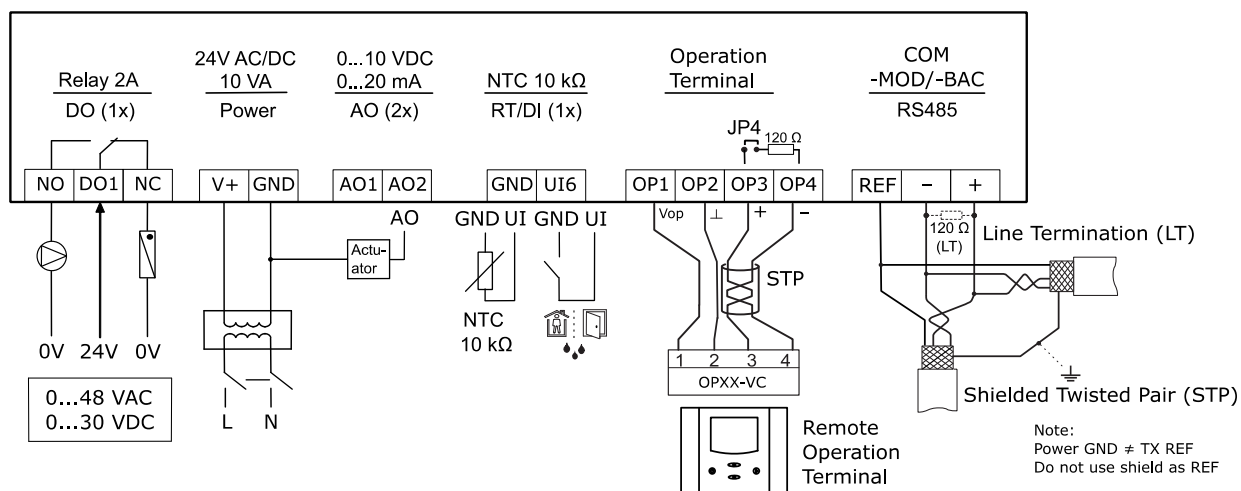 Relay 2A
DO (1x)
24V AC/DC
10 VA
Power
0...10 VDC
0...20 mA
AO (2x)
NTC 10 kΩ
RT/DI (1x)
Operation
Terminal
COM
-MOD/-BAC
RS485
JP4
120 Ω
NO DO1 NC
V+ GND
AO1 AO2
GND UI6
OP1 OP2 OP3 OP4
REF − +
AO
GND UI GND UI
Vop ⊥ + −
120 Ω
(LT)
Line Termination (LT)
Actu-
ator
STP
NTC
10 kΩ
0V 24V 0V
1 2 3 4
OPXX-VC
0...48 VAC
0...30 VDC
L N
Shielded Twisted Pair (STP)
Remote
Operation
Terminal
Note:
Power GND ≠ TX REF
Do not use shield as REF